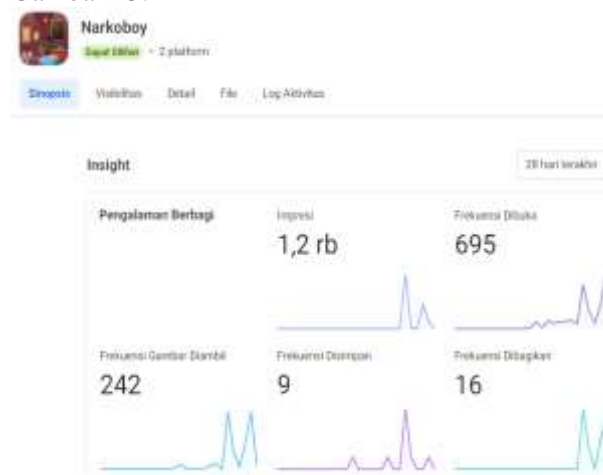 Narkoboy
Dapat Dilihat • 2 platform
Sinopsis Visibilitas Detail File Log Aktivitas
Insight
28 hari terakhir
Pengalaman Berbagi
Impresi
1,2 rb
Frekuensi Dibuka
695
Frekuensi Gambar Diambil
242
Frekuensi Disimpan
9
Frekuensi Dibagikan
16